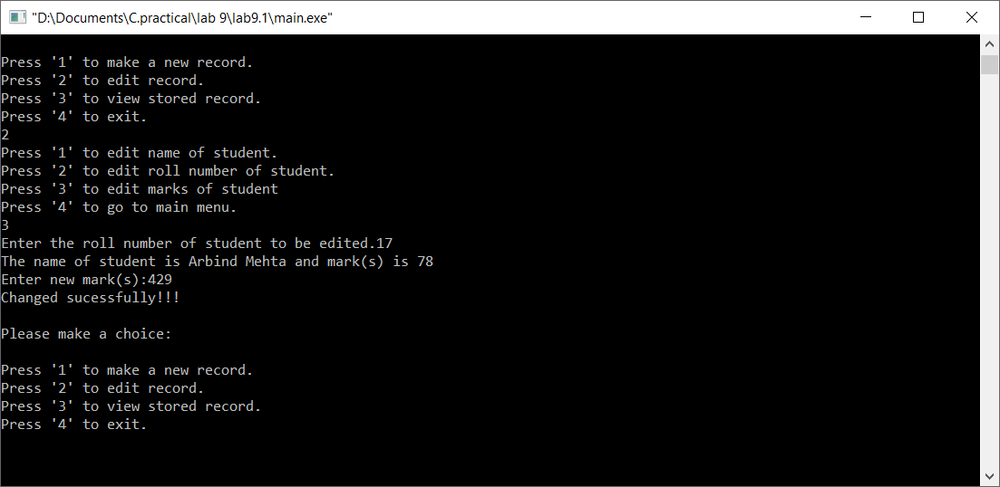 "D:\Documents\C.practical\lab 9\lab9.1\main.exe"
Press '1' to make a new record.
Press '2' to edit record.
Press '3' to view stored record.
Press '4' to exit.
2
Press '1' to edit name of student.
Press '2' to edit roll number of student.
Press '3' to edit marks of student
Press '4' to go to main menu.
3
Enter the roll number of student to be edited.17
The name of student is Arbind Mehta and mark(s) is 78
Enter new mark(s):429
Changed sucessfully!!!
Please make a choice:
Press '1' to make a new record.
Press '2' to edit record.
Press '3' to view stored record.
Press '4' to exit.